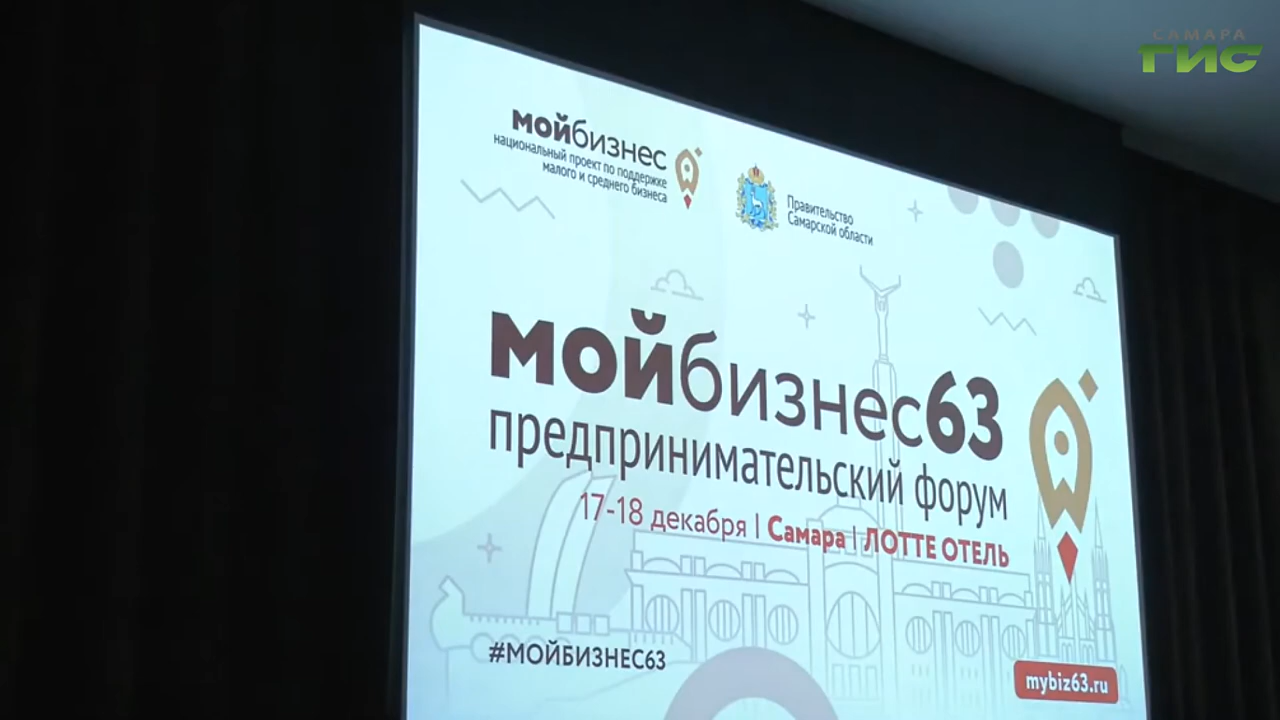 САМАРА
ГИС
мойбизнес
национальный проект по поддержке
малого и среднего бизнеса
Правительство
Самарской области
мойбизнес63
предпринимательский форум
17-18 декабря | Самара | ЛОТТЕ ОТЕЛЬ
#МОЙБИЗНЕС63
mybiz63.ru